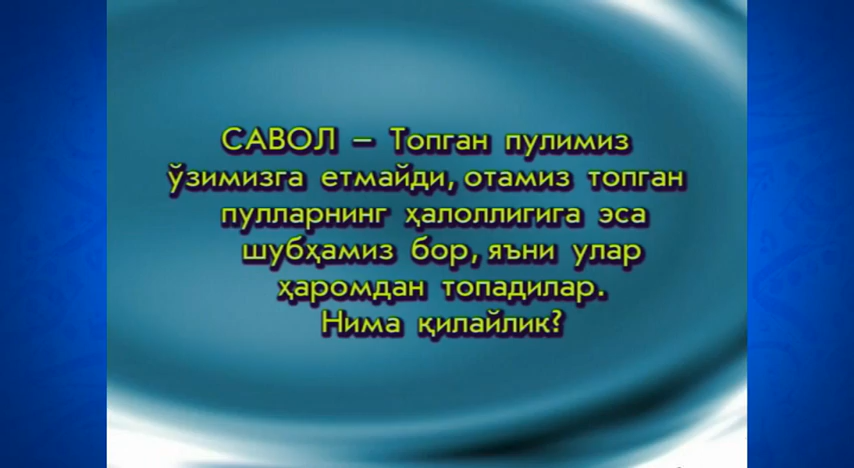 САВОЛ – Топган пулимиз
ўзимизга етмайди, отамиз топган
пулларнинг ҳалоллигига эса
шубҳамиз бор, яъни улар
ҳаромдан топадилар.
Нима қилайлик?